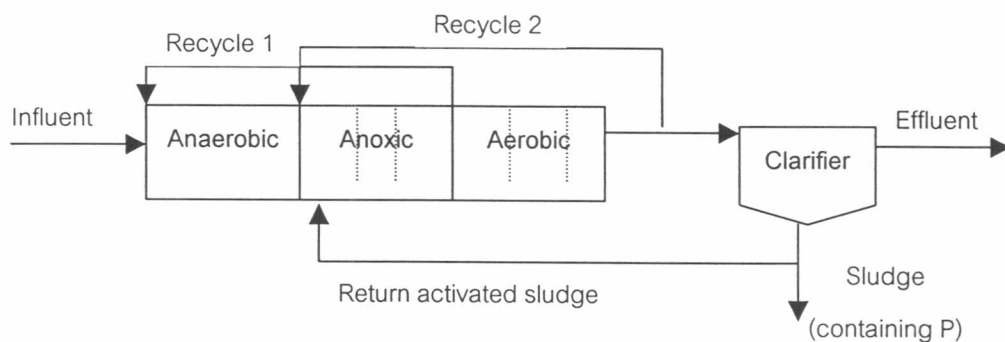 Recycle 2
Recycle 1
Influent
Anaerobic
Anoxic
Aerobic
Clarifier
Effluent
Return activated sludge
Sludge
(containing P)